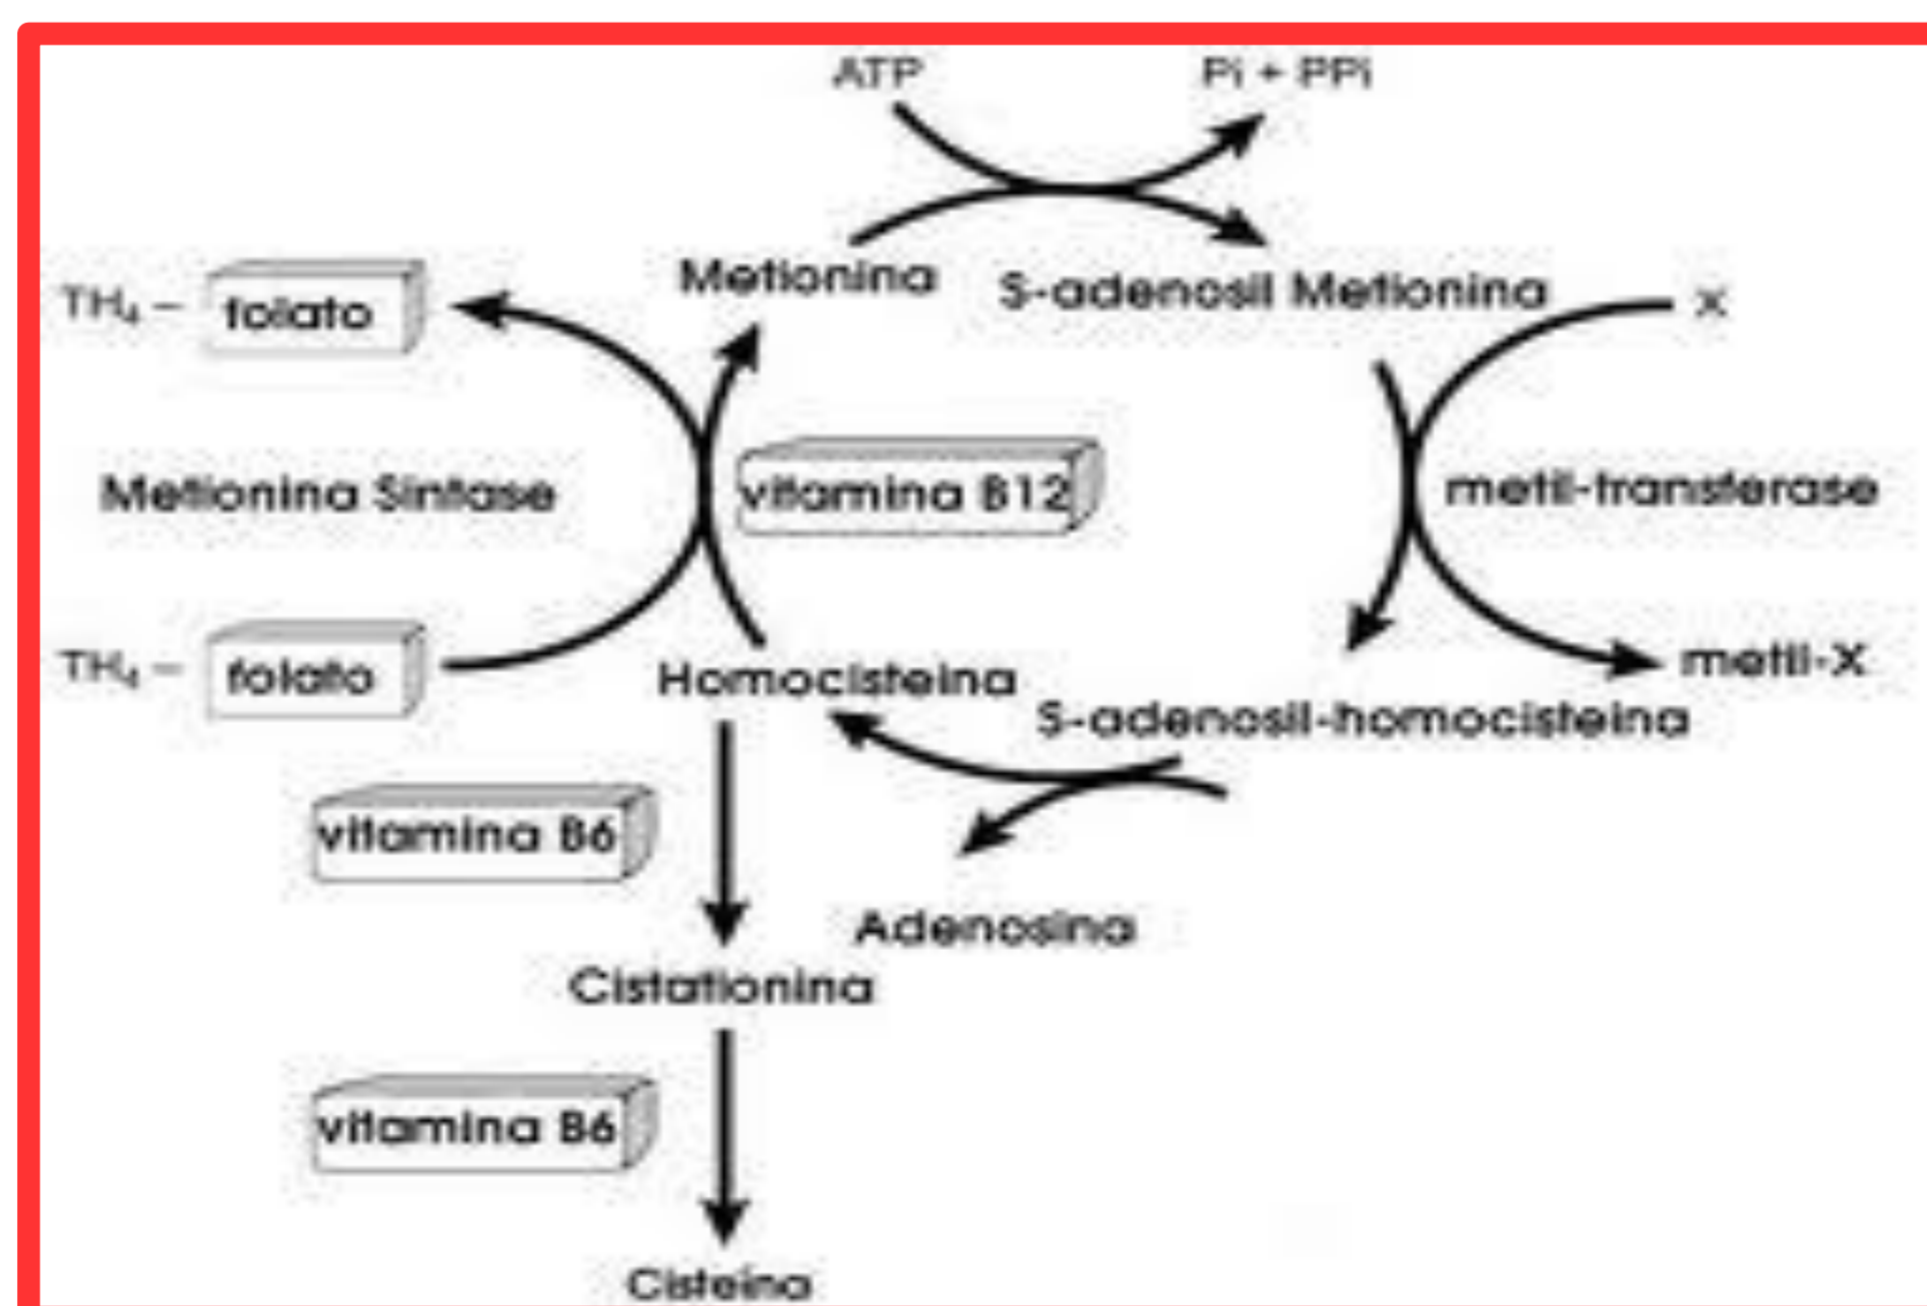 ATP
Pi + PPi
Metionina
S-adenosil Metionina
X
TH₄ – folato
Metionina Sintase
vitamina B12
metil-transferase
TH₄ – folato
Homocisteina
metil-X
S-adenosil-homocisteina
vitamina B6
Adenosina
Cistationina
vitamina B6
Cisteina